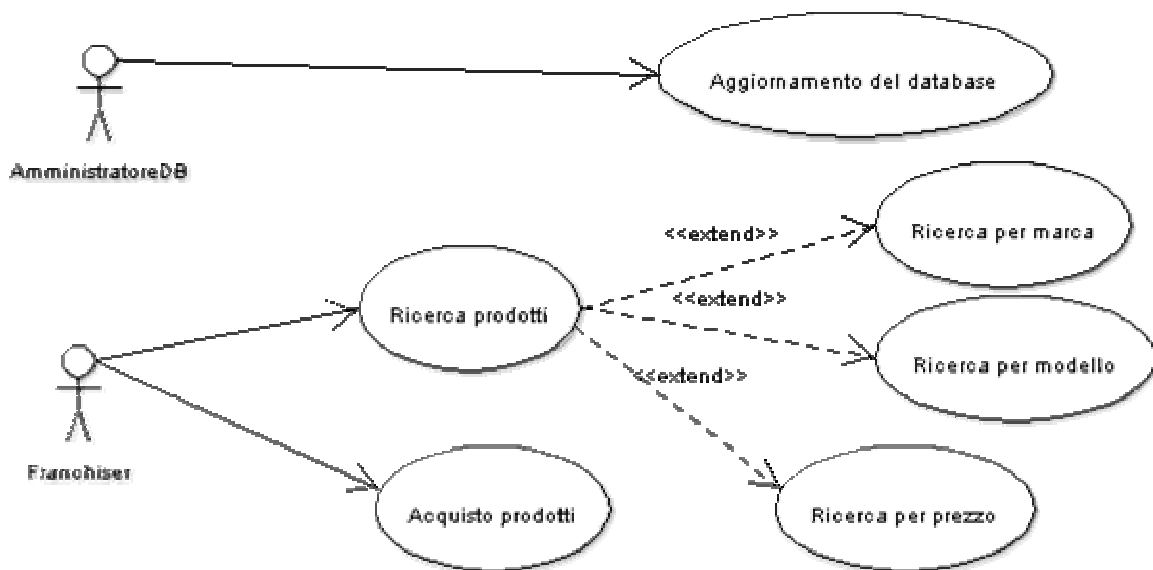 Aggiornamento del database
AmministratoreDB
<<extend>>
Ricerca per marca
<<extend>>
Ricerca prodotti
Ricerca per modello
<<extend>>
Franchiser
Acquisto prodotti
Ricerca per prezzo